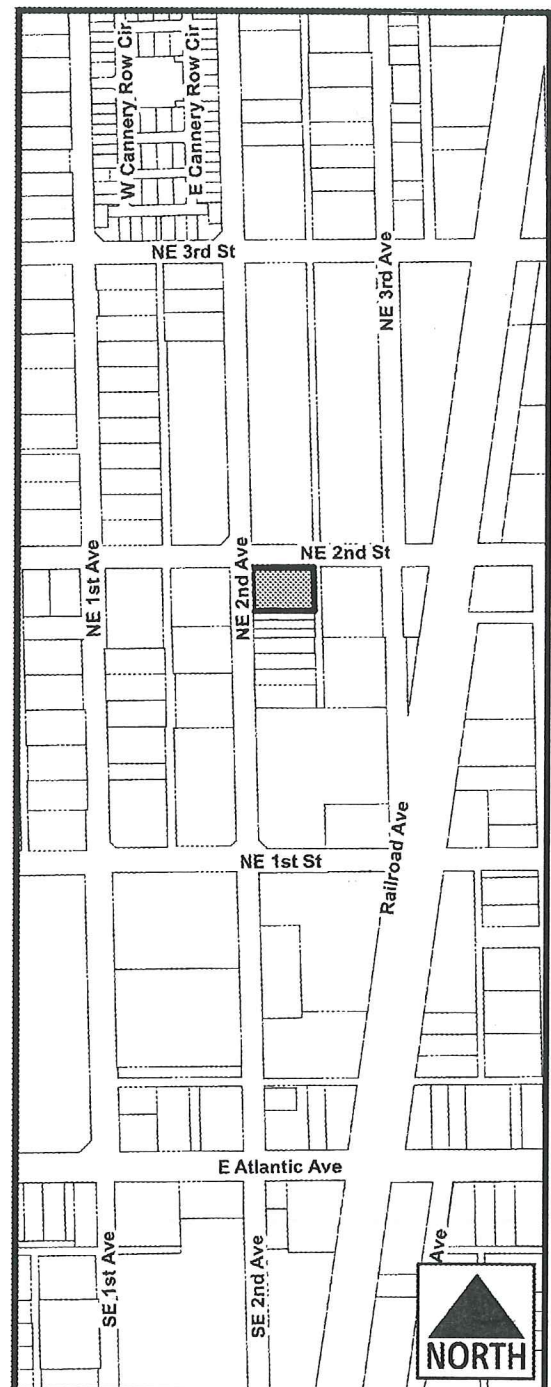 W Cannery Row Cir
E Cannery Row Cir
NE 3rd St
NE 3rd Ave
NE 2nd St
NE 1st Ave
NE 2nd Ave
NE 1st St
Railroad Ave
E Atlantic Ave
SE 1st Ave
SE 2nd Ave
Ave
NORTH